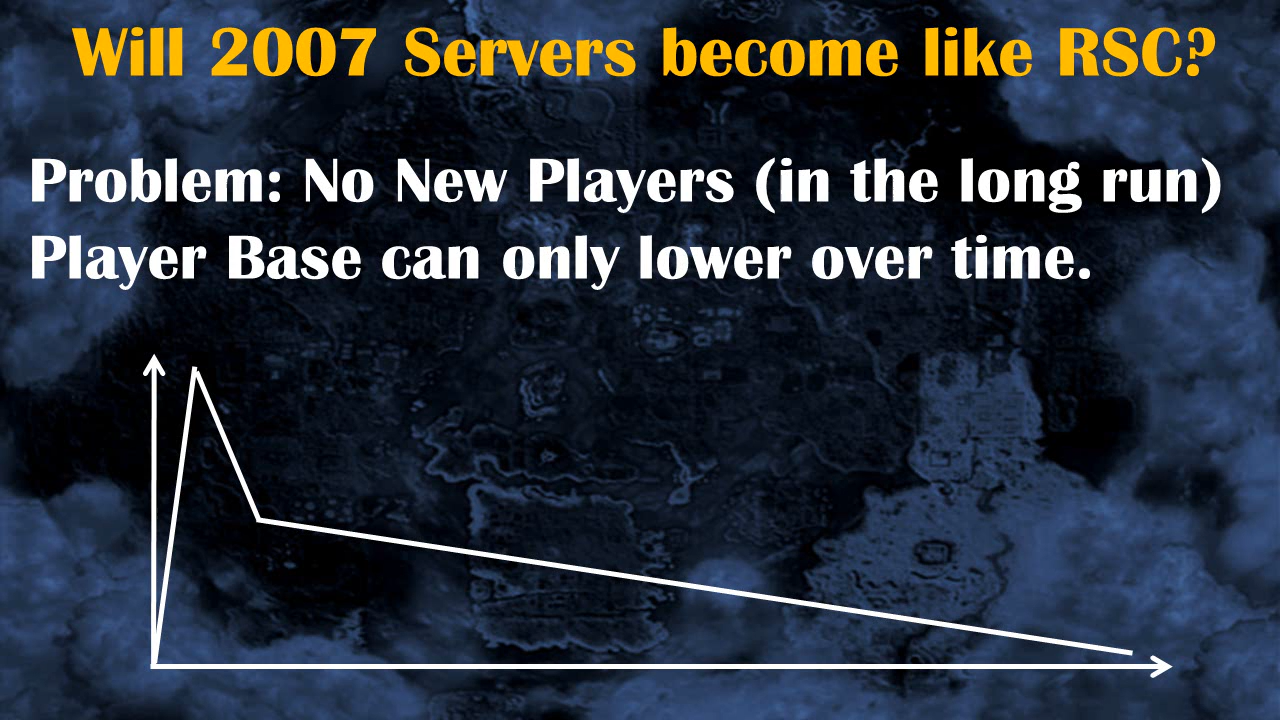 Will 2007 Servers become like RSC?
Problem: No New Players (in the long run)
Player Base can only lower over time.